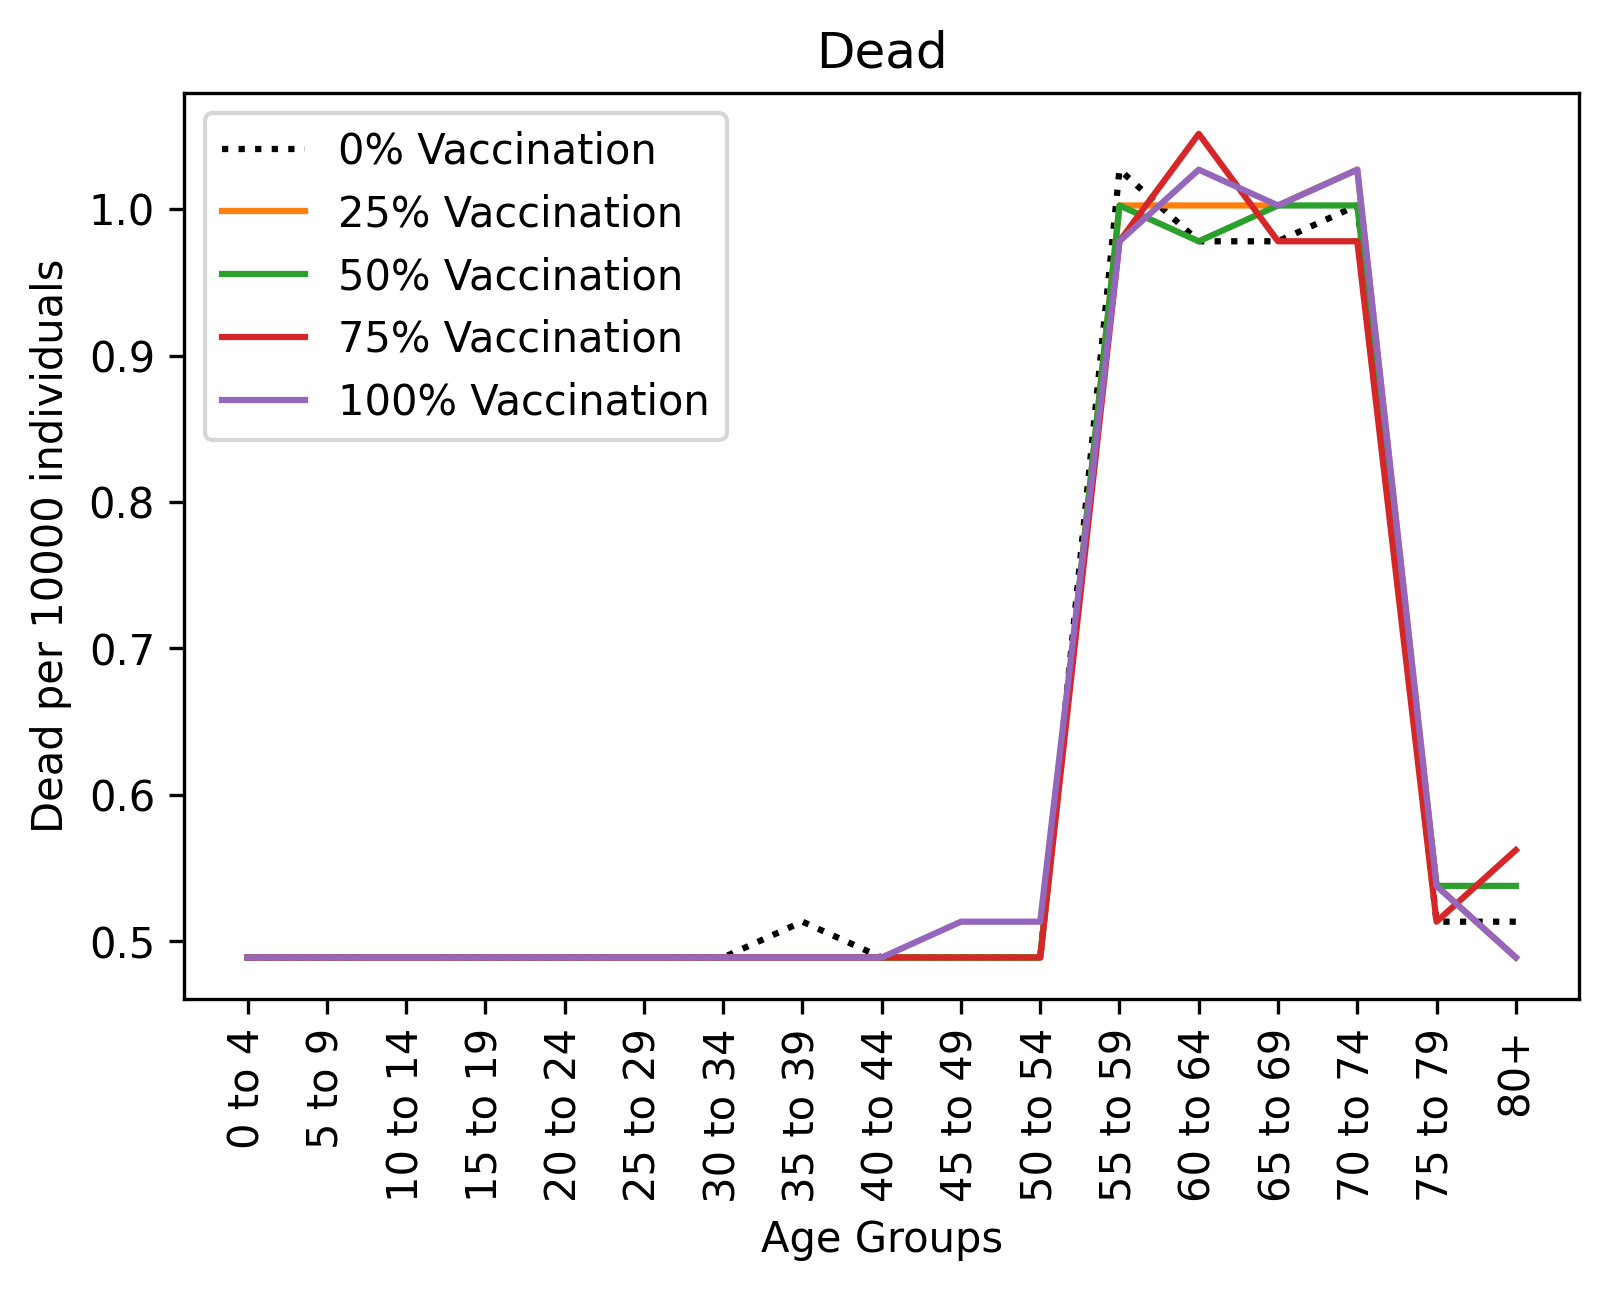 Dead
0% Vaccination
25% Vaccination
50% Vaccination
75% Vaccination
100% Vaccination
Dead per 10000 individuals
1.0
0.9
0.8
0.7
0.6
0.5
0 to 4
5 to 9
10 to 14
15 to 19
20 to 24
25 to 29
30 to 34
35 to 39
40 to 44
45 to 49
50 to 54
55 to 59
60 to 64
65 to 69
70 to 74
75 to 79
80+
Age Groups